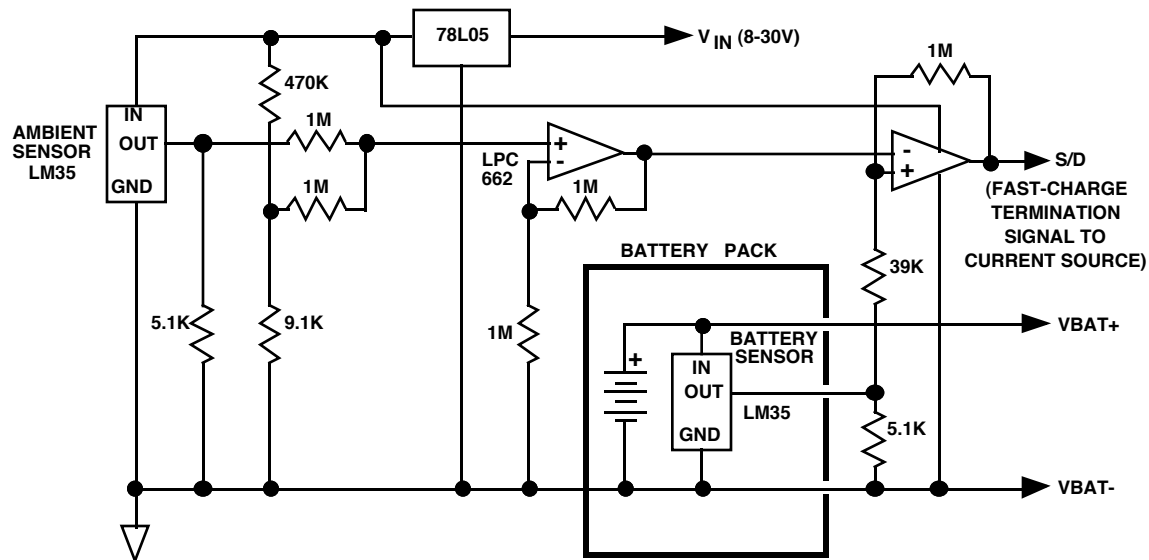 78L05
V IN (8-30V)
1M
470K
IN
OUT
GND
AMBIENT
SENSOR
LM35
1M
1M
+
-
LPC
662
1M
-
+
S/D
(FAST-CHARGE
TERMINATION
SIGNAL TO
CURRENT SOURCE)
BATTERY PACK
39K
5.1K
9.1K
1M
+
BATTERY
SENSOR
IN
OUT
GND
LM35
VBAT+
5.1K
VBAT-